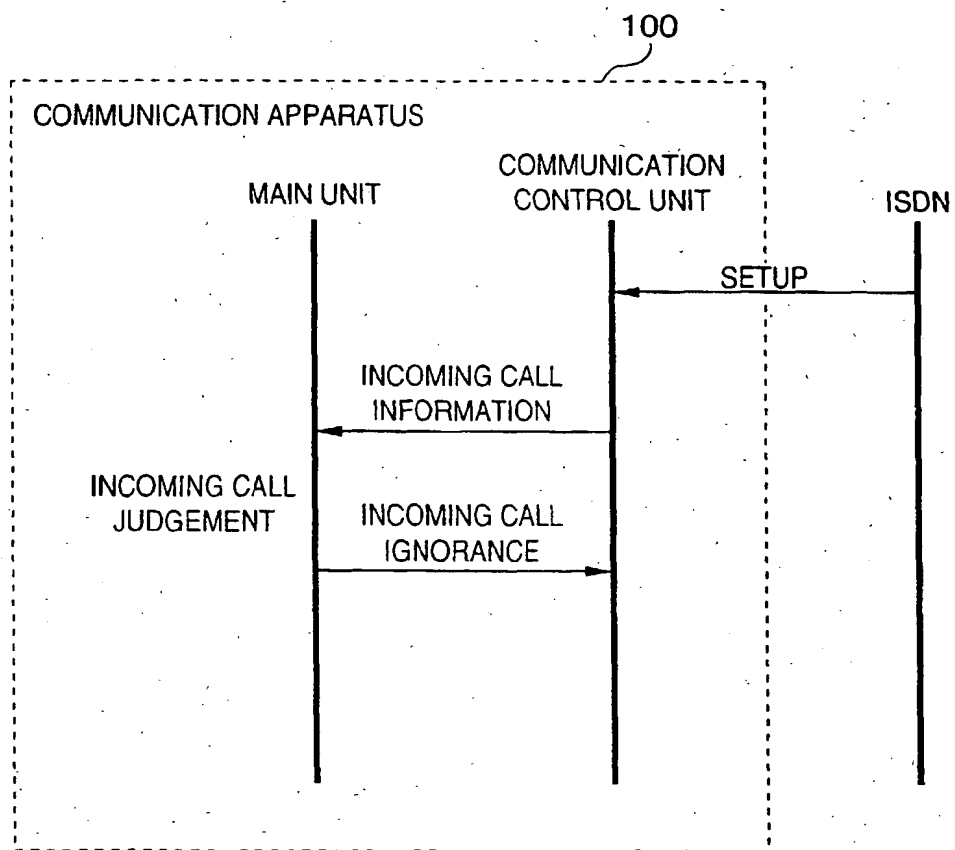 100
COMMUNICATION APPARATUS
MAIN UNIT
COMMUNICATION
CONTROL UNIT
ISDN
SETUP
INCOMING CALL
INFORMATION
INCOMING CALL
JUDGEMENT
INCOMING CALL
IGNORANCE